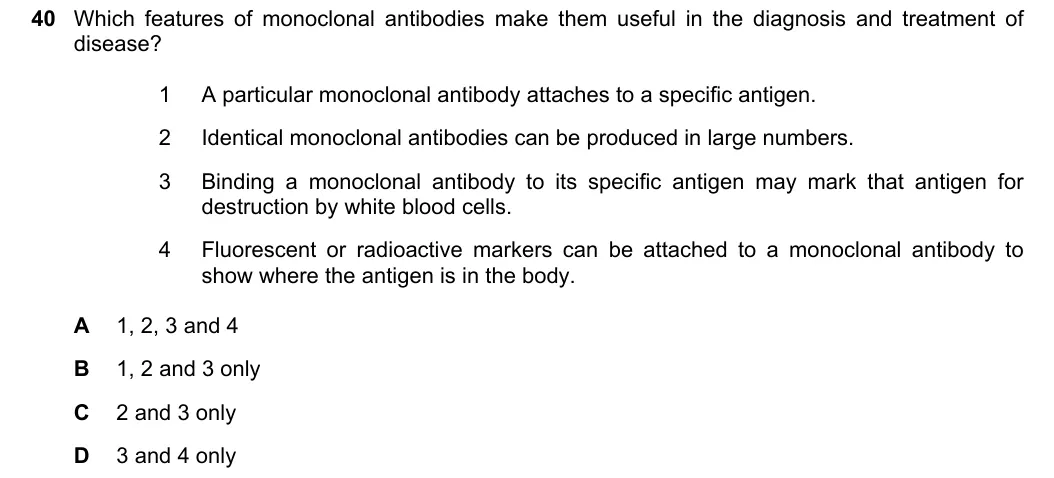 40 Which features of monoclonal antibodies make them useful in the diagnosis and treatment of
disease?
1 A particular monoclonal antibody attaches to a specific antigen.
2 Identical monoclonal antibodies can be produced in large numbers.
3 Binding a monoclonal antibody to its specific antigen may mark that antigen for
destruction by white blood cells.
4 Fluorescent or radioactive markers can be attached to a monoclonal antibody to
show where the antigen is in the body.
A 1, 2, 3 and 4
B 1, 2 and 3 only
C 2 and 3 only
D 3 and 4 only